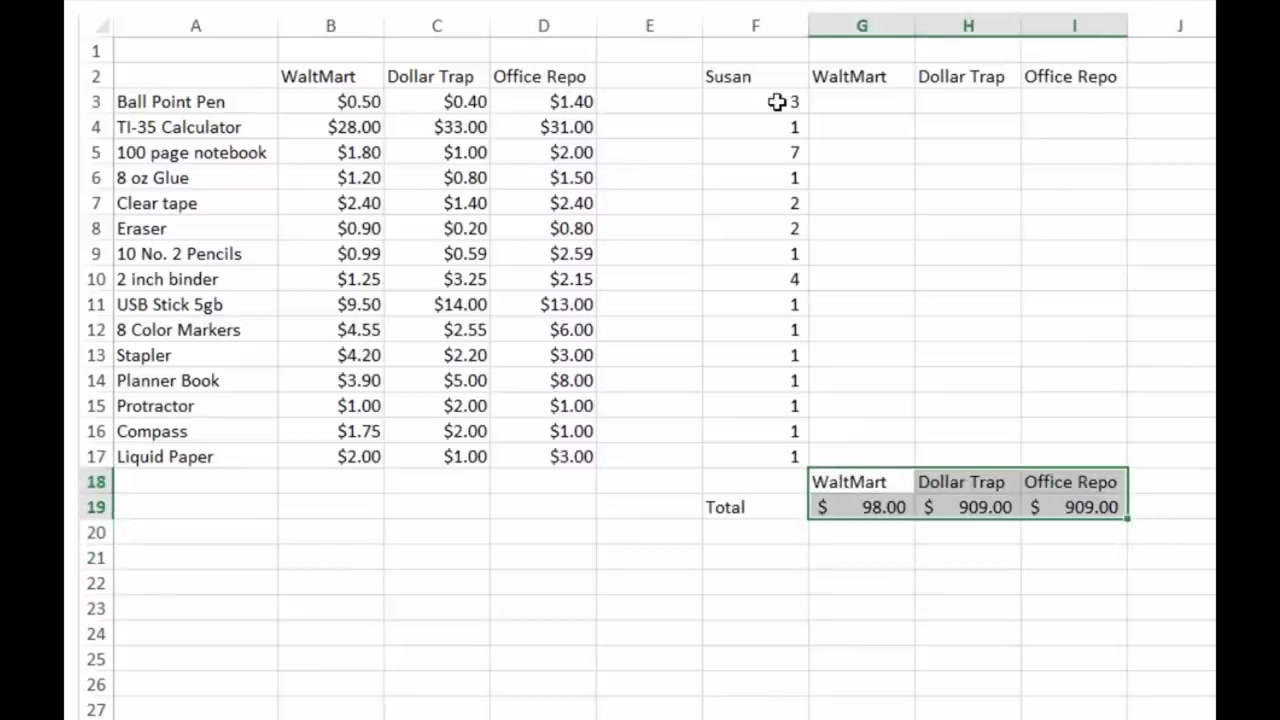 A B C D E F G H I J
1
2 WaltMart Dollar Trap Office Repo Susan WaltMart Dollar Trap Office Repo
3 Ball Point Pen $0.50 $0.40 $1.40 3
4 TI-35 Calculator $28.00 $33.00 $31.00 1
5 100 page notebook $1.80 $1.00 $2.00 7
6 8 oz Glue $1.20 $0.80 $1.50 1
7 Clear tape $2.40 $1.40 $2.40 2
8 Eraser $0.90 $0.20 $0.80 2
9 10 No. 2 Pencils $0.99 $0.59 $2.59 1
10 2 inch binder $1.25 $3.25 $2.15 4
11 USB Stick 5gb $9.50 $14.00 $13.00 1
12 8 Color Markers $4.55 $2.55 $6.00 1
13 Stapler $4.20 $2.20 $3.00 1
14 Planner Book $3.90 $5.00 $8.00 1
15 Protractor $1.00 $2.00 $1.00 1
16 Compass $1.75 $2.00 $1.00 1
17 Liquid Paper $2.00 $1.00 $3.00 1
18 WaltMart Dollar Trap Office Repo
19 Total $ 98.00 $ 909.00 $ 909.00
20
21
22
23
24
25
26
27